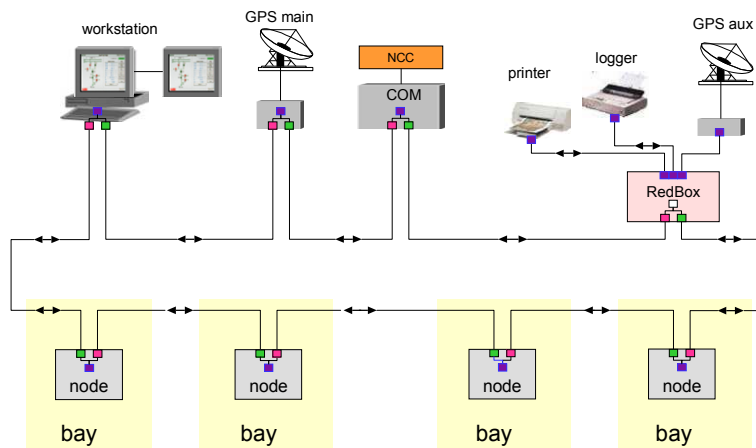 workstation
GPS main
NCC
COM
printer
logger
GPS aux
RedBox
node
node
node
node
bay
bay
bay
bay